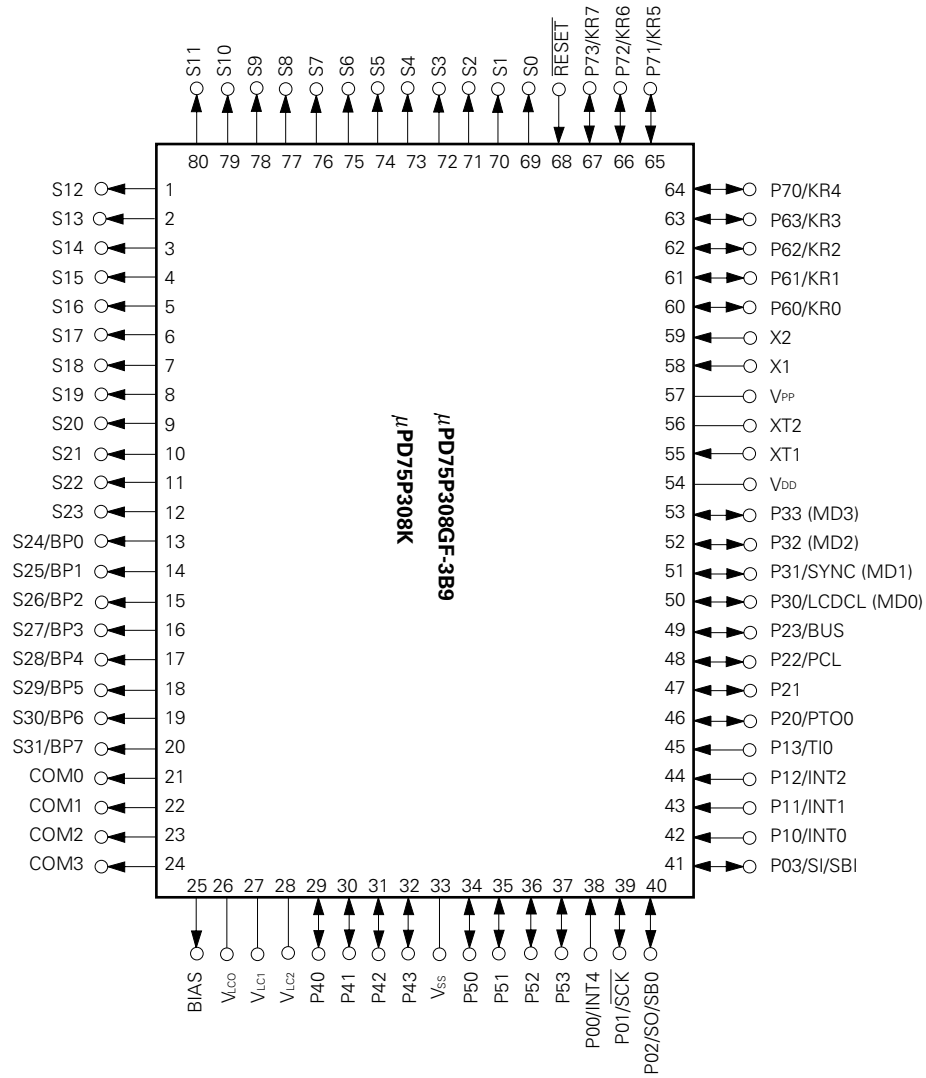 S11 S10 S9 S8 S7 S6 S5 S4 S3 S2 S1 S0 RESET P73/KR7 P72/KR6 P71/KR5
80 79 78 77 76 75 74 73 72 71 70 69 68 67 66 65
S12 1 64 P70/KR4
S13 2 63 P63/KR3
S14 3 62 P62/KR2
S15 4 61 P61/KR1
S16 5 60 P60/KR0
S17 6 59 X2
S18 7 58 X1
S19 8 57 VPP
S20 9 56 XT2
S21 10 55 XT1
S22 11 54 VDD
S23 12 53 P33 (MD3)
S24/BP0 13 52 P32 (MD2)
S25/BP1 14 51 P31/SYNC (MD1)
S26/BP2 15 50 P30/LCDCL (MD0)
S27/BP3 16 49 P23/BUS
S28/BP4 17 48 P22/PCL
S29/BP5 18 47 P21
S30/BP6 19 46 P20/PTO0
S31/BP7 20 45 P13/TI0
COM0 21 44 P12/INT2
COM1 22 43 P11/INT1
COM2 23 42 P10/INT0
COM3 24 41 P03/SI/SBI
μPD75P308GF-3B9
μPD75P308K
25 26 27 28 29 30 31 32 33 34 35 36 37 38 39 40
BIAS VLC0 VLC1 VLC2 P40 P41 P42 P43 VSS P50 P51 P52 P53 P00/INT4 P01/SCK P02/SO/SB0